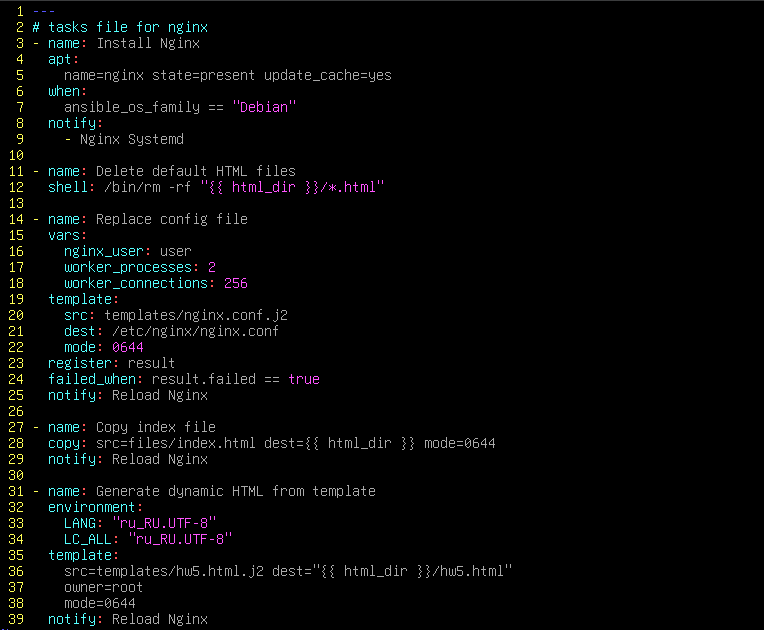 1 ---
2 # tasks file for nginx
3 - name: Install Nginx
4   apt:
5     name=nginx state=present update_cache=yes
6   when:
7     ansible_os_family == "Debian"
8   notify:
9     - Nginx Systemd
10
11 - name: Delete default HTML files
12   shell: /bin/rm -rf "{{ html_dir }}/*.html"
13
14 - name: Replace config file
15   vars:
16     nginx_user: user
17     worker_processes: 2
18     worker_connections: 256
19   template:
20     src: templates/nginx.conf.j2
21     dest: /etc/nginx/nginx.conf
22     mode: 0644
23   register: result
24   failed_when: result.failed == true
25   notify: Reload Nginx
26
27 - name: Copy index file
28   copy: src=files/index.html dest={{ html_dir }} mode=0644
29   notify: Reload Nginx
30
31 - name: Generate dynamic HTML from template
32   environment:
33     LANG: "ru_RU.UTF-8"
34     LC_ALL: "ru_RU.UTF-8"
35   template:
36     src=templates/hw5.html.j2 dest="{{ html_dir }}/hw5.html"
37     owner=root
38     mode=0644
39   notify: Reload Nginx